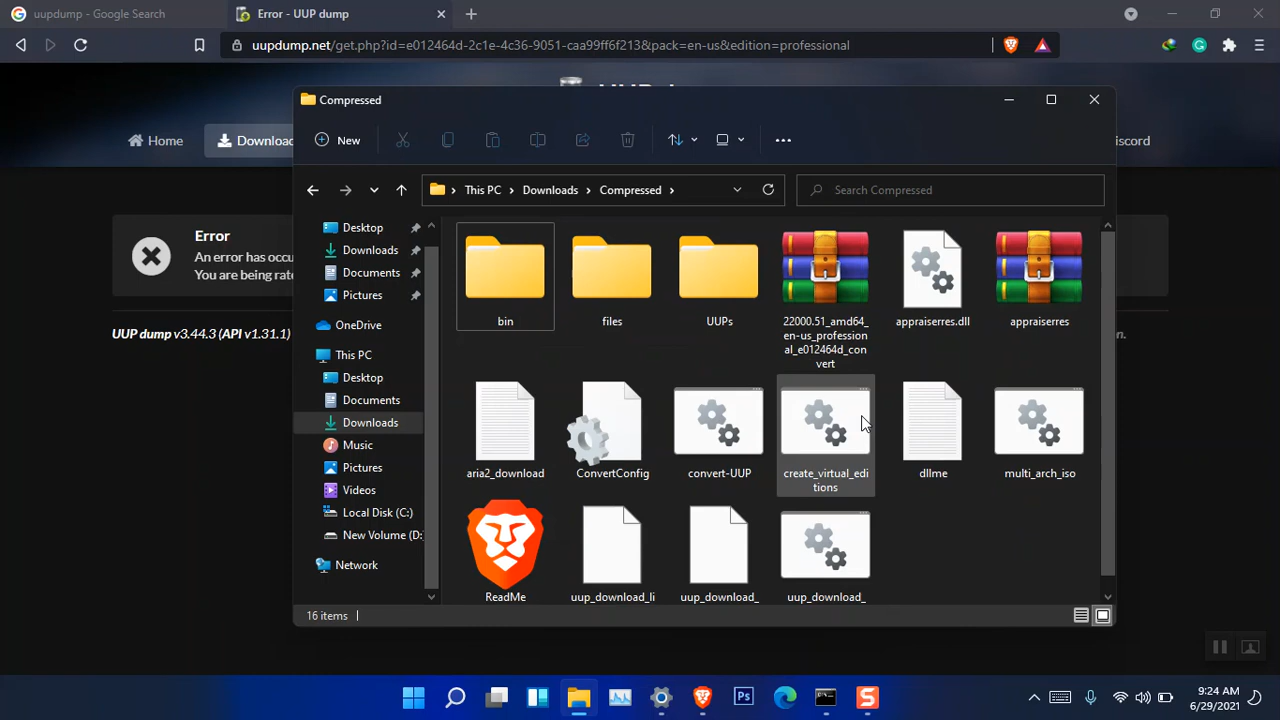 uupdump - Google Search
Error - UUP dump
uupdump.net/get.php?id=e012464d-2c1e-4c36-9051-caa99ff6f213&pack=en-us&edition=professional
Home
Downloa
iscord
Error
An error has occu
You are being rate
UUP dump v3.44.3 (API v1.31.1)
on.
Compressed
New
This PC
Downloads
Compressed
Search Compressed
Desktop
Downloads
Documents
Pictures
OneDrive
This PC
Desktop
Documents
Downloads
Music
Pictures
Videos
Local Disk (C:)
New Volume (D:
Network
bin
files
UUPs
22000.51_amd64_
en-us_profession
al_e012464d_con
vert
appraiserres.dll
appraiserres
aria2_download
ConvertConfig
convert-UUP
create_virtual_edi
tions
dllme
multi_arch_iso
ReadMe
uup_download_li
uup_download_
uup_download_
16 items
Ps
9:24 AM
6/29/2021